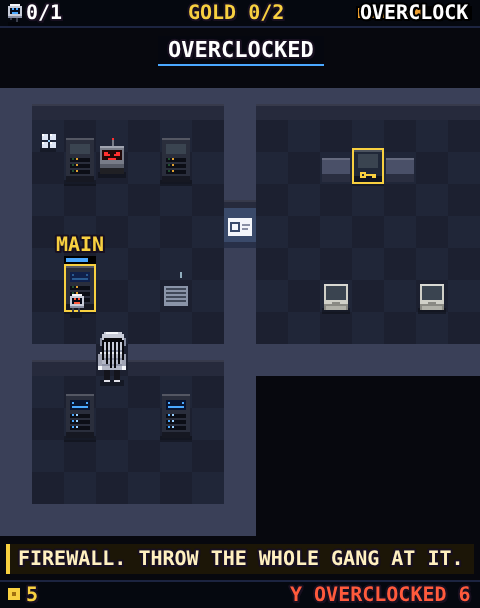 0/1 GOLD 0/2 OVERCLOCK
OVERCLOCKED
MAIN
FIREWALL. THROW THE WHOLE GANG AT IT.
5 Y OVERCLOCKED 6